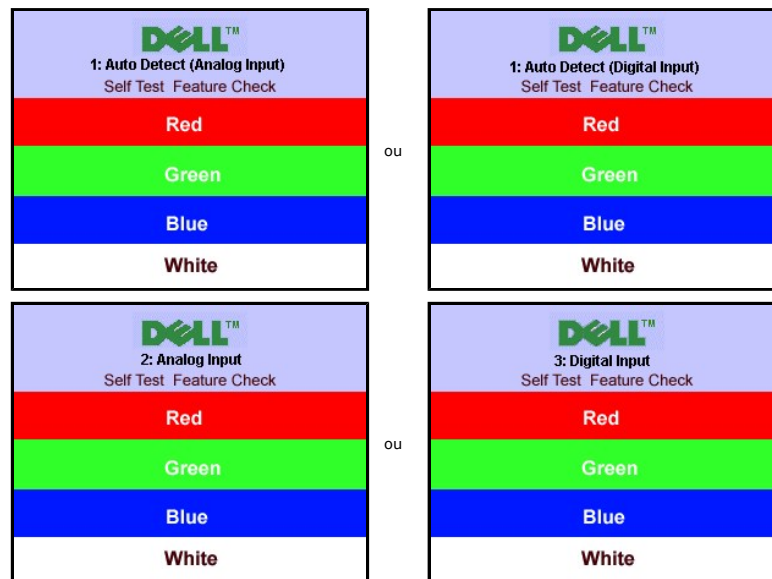 DELL™
1: Auto Detect (Analog Input)
Self Test Feature Check
Red
Green
Blue
White
ou
DELL™
1: Auto Detect (Digital Input)
Self Test Feature Check
Red
Green
Blue
White
DELL™
2: Analog Input
Self Test Feature Check
Red
Green
Blue
White
ou
DELL™
3: Digital Input
Self Test Feature Check
Red
Green
Blue
White